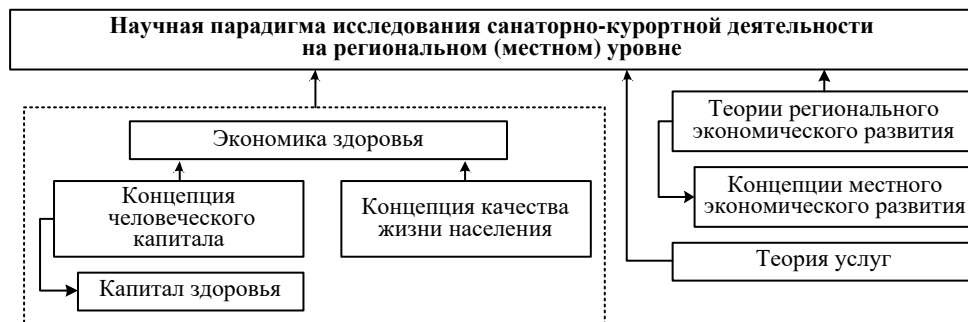 Научная парадигма исследования санаторно-курортной деятельности
на региональном (местном) уровне
Экономика здоровья
Концепция
человеческого
капитала
Концепция качества
жизни населения
Капитал здоровья
Теории регионального
экономического развития
Концепции местного
экономического развития
Теория услуг